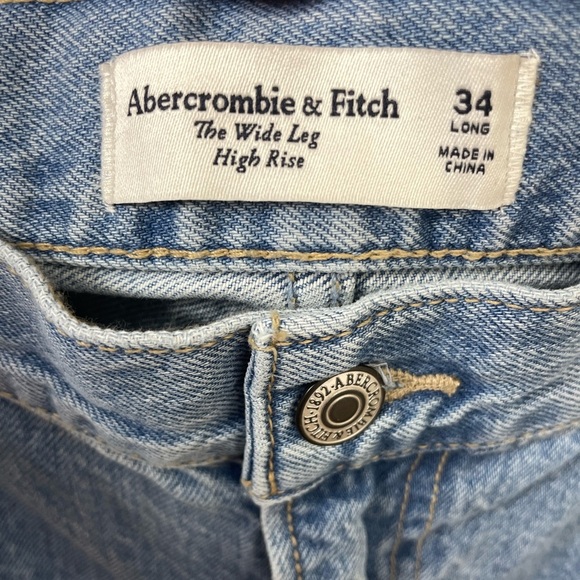 Abercrombie & Fitch
The Wide Leg
High Rise
34
LONG
MADE IN
CHINA
1892·ABERCROMBIE & FITCH·